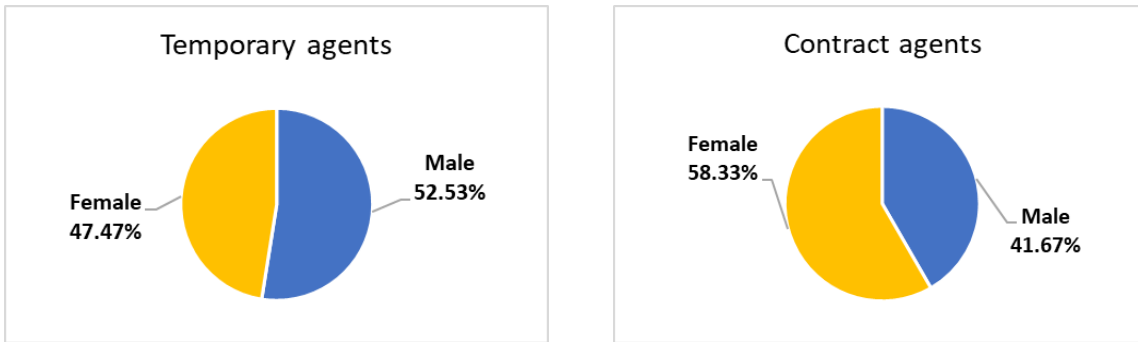 Temporary agents
Female
47.47%
Male
52.53%
Contract agents
Female
58.33%
Male
41.67%